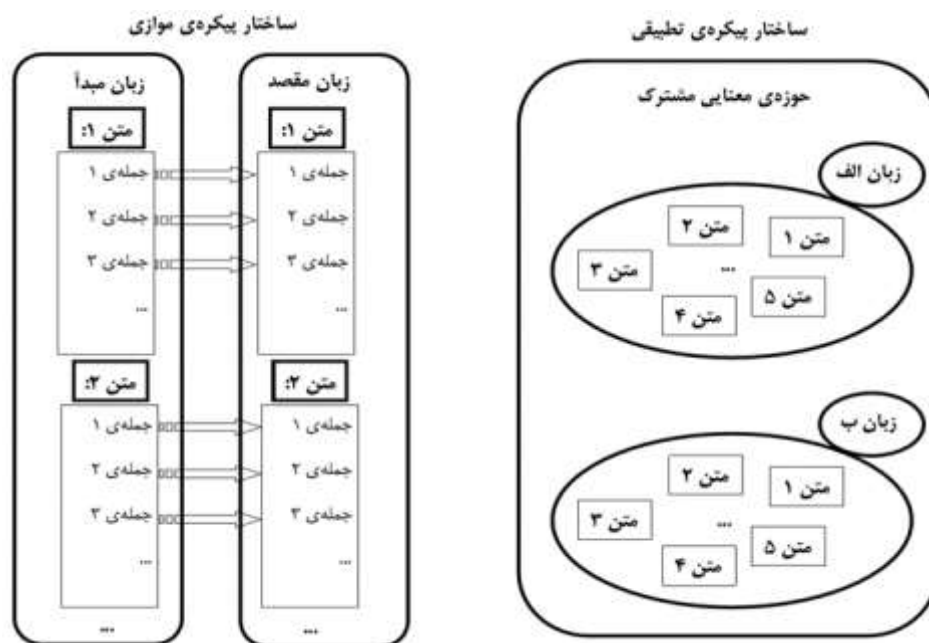 ساختار پیکره‌ی تطبیقی
حوزه‌ی معنایی مشترک
زبان الف
متن ۱
متن ۲
متن ۳
...
متن ۵
متن ۴
زبان ب
متن ۱
متن ۲
متن ۳
...
متن ۵
متن ۴
ساختار پیکره‌ی موازی
زبان مبدأ
متن ۱:
جمله‌ی ۱
جمله‌ی ۲
جمله‌ی ۳
...
متن ۲:
جمله‌ی ۱
جمله‌ی ۲
جمله‌ی ۳
...
...
زبان مقصد
متن ۱:
جمله‌ی ۱
جمله‌ی ۲
جمله‌ی ۳
...
متن ۲:
جمله‌ی ۱
جمله‌ی ۲
جمله‌ی ۳
...
...